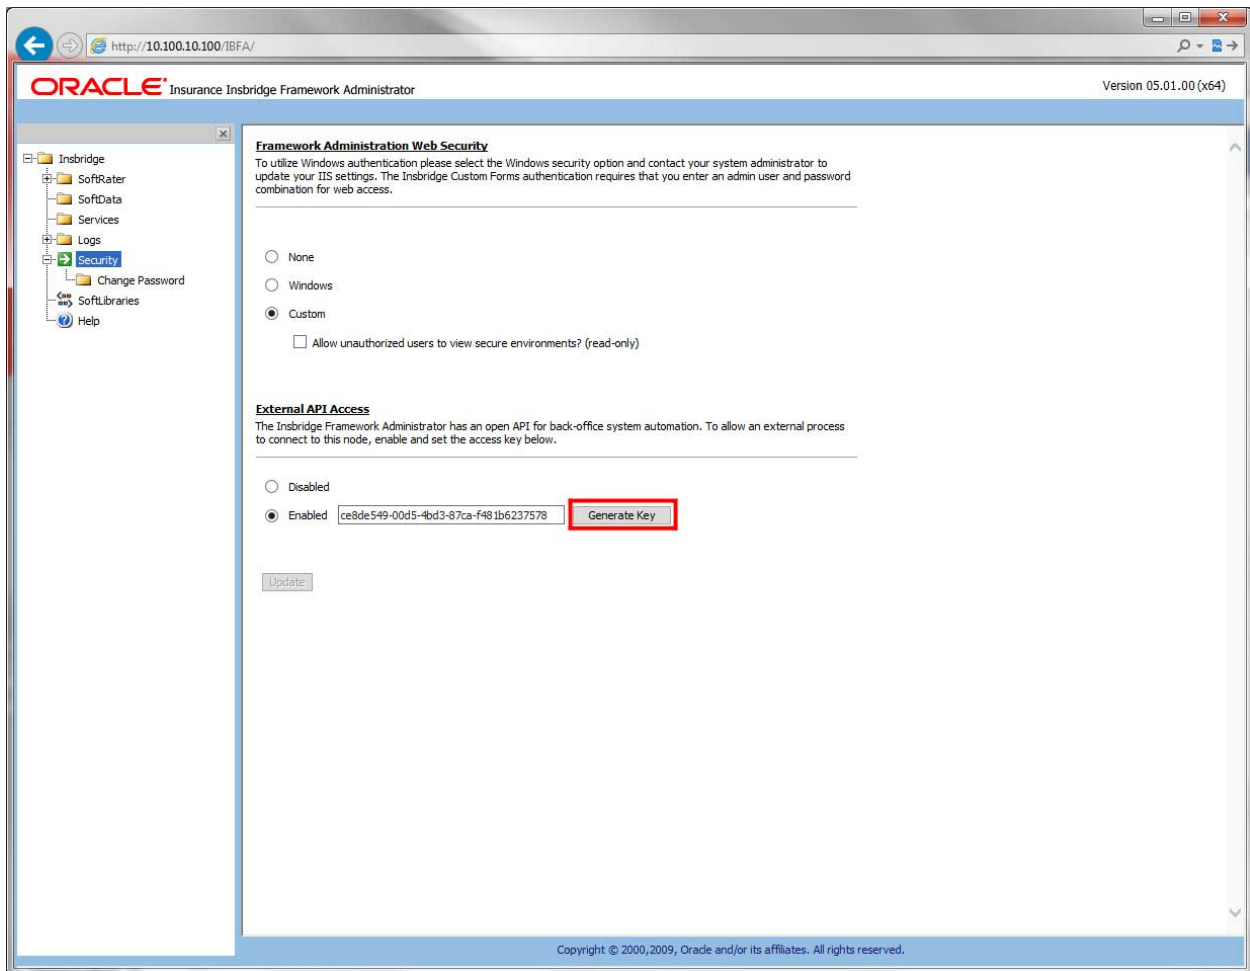 http://10.100.10.100/IBFA/
ORACLE Insurance Insbridge Framework Administrator
Version 05.01.00 (x64)
Insbridge
SoftRater
SoftData
Services
Logs
Security
Change Password
SoftLibraries
Help
Framework Administration Web Security
To utilize Windows authentication please select the Windows security option and contact your system administrator to
update your IIS settings. The Insbridge Custom Forms authentication requires that you enter an admin user and password
combination for web access.
None
Windows
Custom
Allow unauthorized users to view secure environments? (read-only)
External API Access
The Insbridge Framework Administrator has an open API for back-office system automation. To allow an external process
to connect to this node, enable and set the access key below.
Disabled
Enabled ce8de549-00d5-4bd3-87ca-f481b6237578 Generate Key
Update
Copyright © 2000,2009, Oracle and/or its affiliates. All rights reserved.